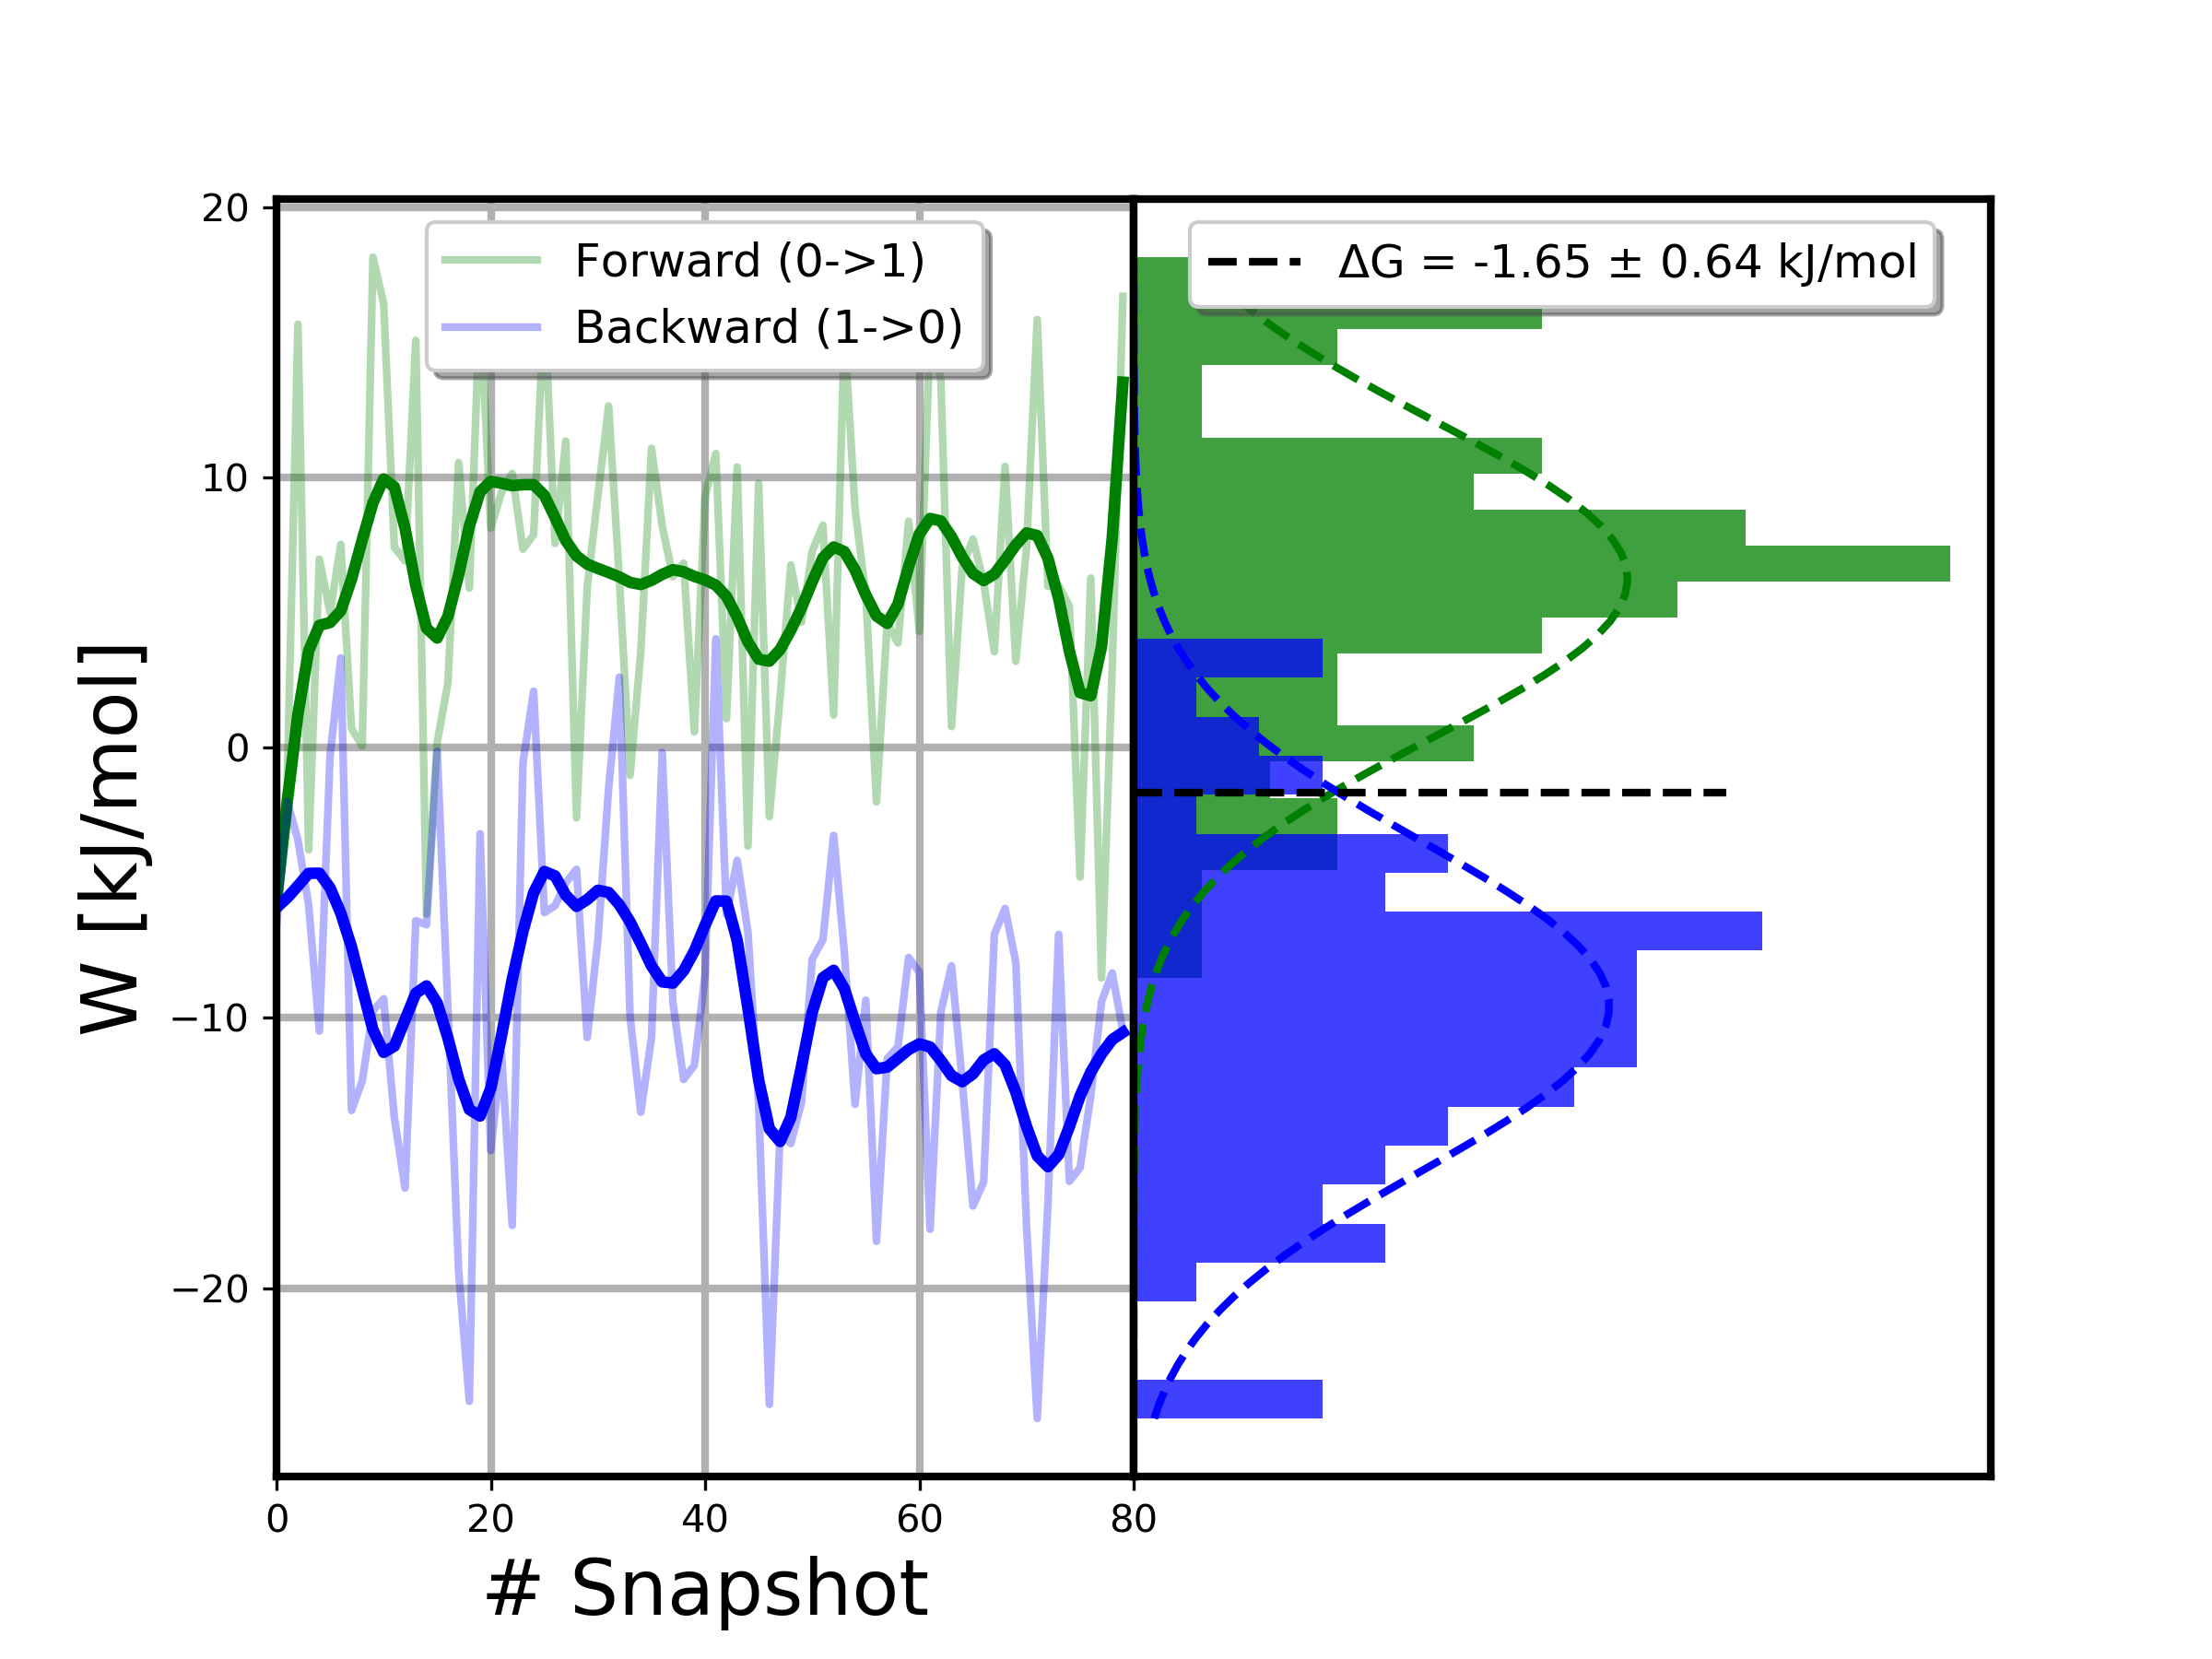 20
10
0
−10
−20
W [kJ/mol]
Forward (0->1)
Backward (1->0)
ΔG = -1.65 ± 0.64 kJ/mol
0 20 40 60 80
# Snapshot